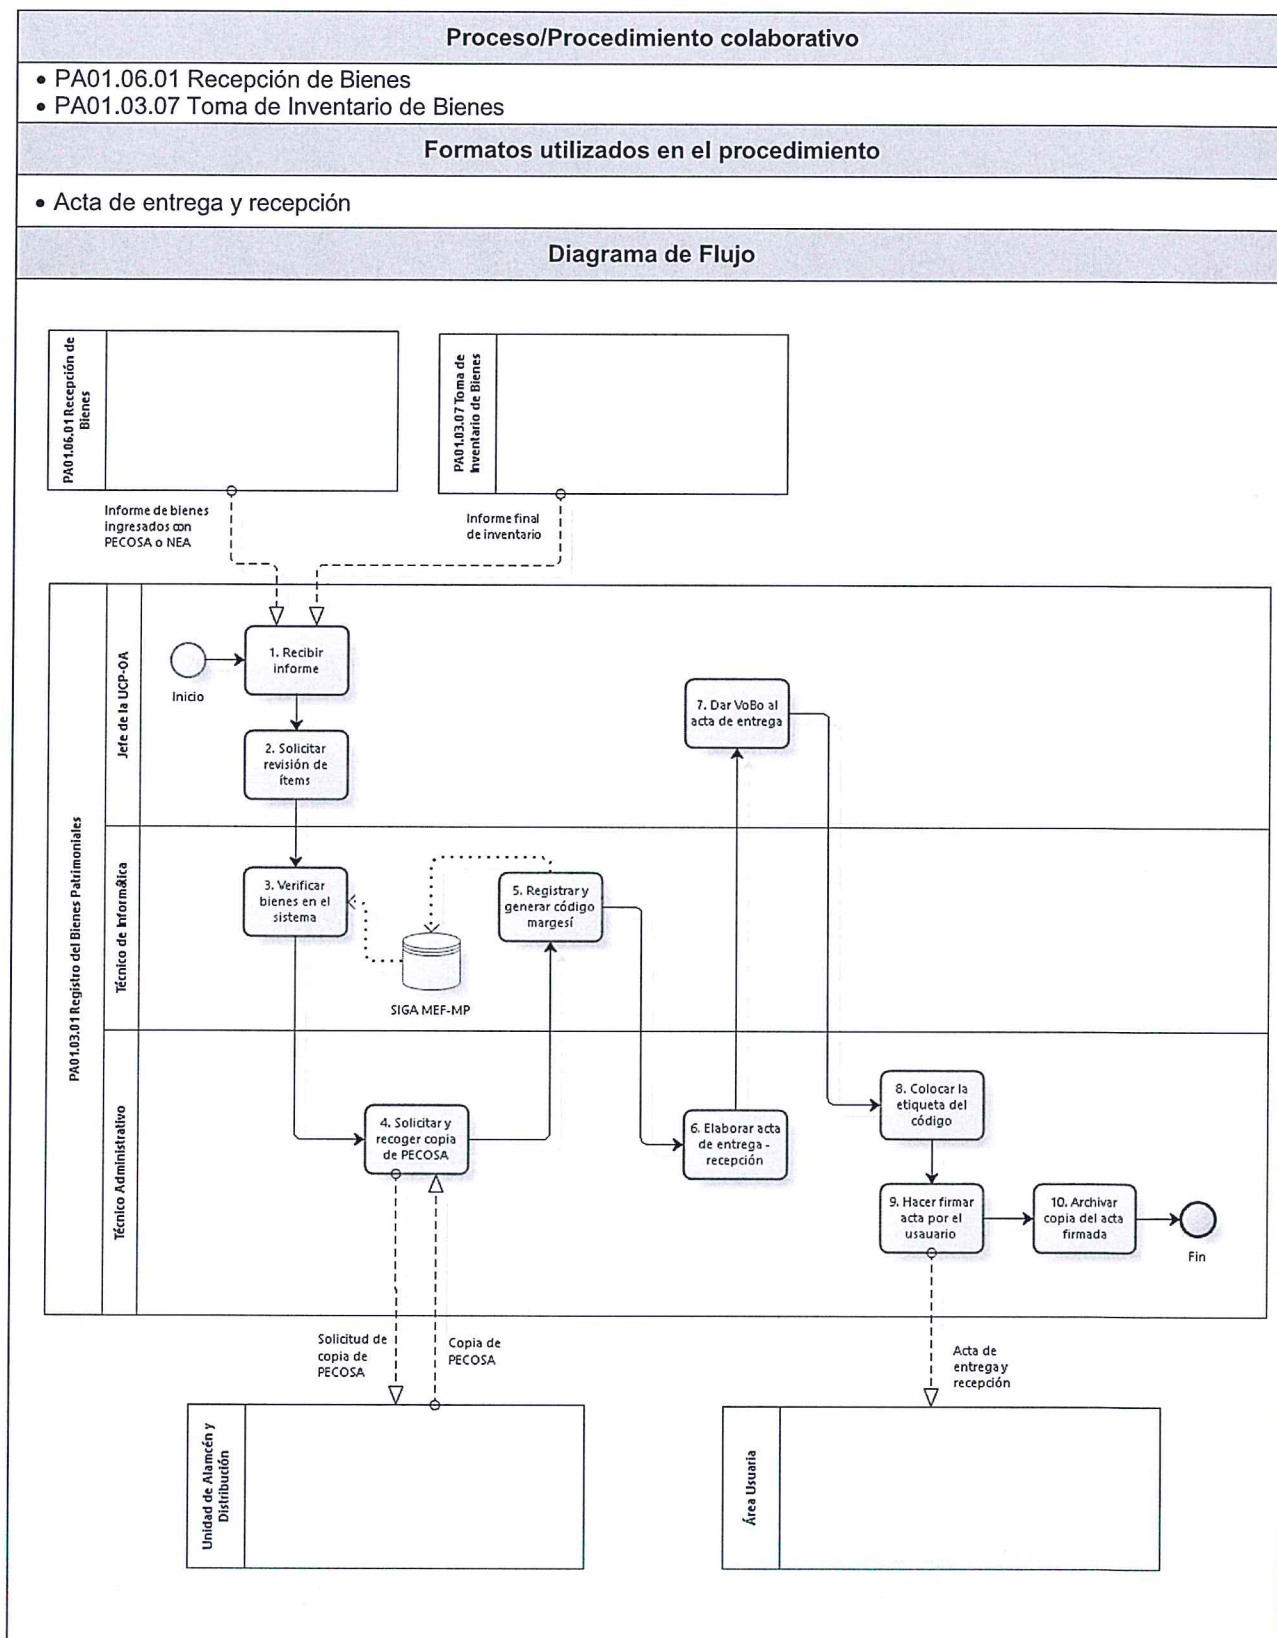 Proceso/Procedimiento colaborativo
• PA01.06.01 Recepción de Bienes
• PA01.03.07 Toma de Inventario de Bienes
Formatos utilizados en el procedimiento
• Acta de entrega y recepción
Diagrama de Flujo
PA01.06.01 Recepción de
Bienes
PA01.03.07 Toma de
Inventario de Bienes
Informe de bienes
ingresados con
PECOSA o NEA
Informe final
de inventario
PA01.03.01 Registro del Bienes Patrimoniales
Jefe de la UCP-OA
Inicio
1. Recibir
informe
2. Solicitar
revisión de
ítems
7. Dar VoBo al
acta de entrega
Técnico de Informática
3. Verificar
bienes en el
sistema
SIGA MEF-MP
5. Registrar y
generar código
margesí
Técnico Administrativo
4. Solicitar y
recoger copia
de PECOSA
6. Elaborar acta
de entrega -
recepción
8. Colocar la
etiqueta del
código
9. Hacer firmar
acta por el
usauario
10. Archivar
copia del acta
firmada
Fin
Solicitud de
copia de
PECOSA
Copia de
PECOSA
Acta de
entrega y
recepción
Unidad de Alamcén y
Distribución
Área Usuaria